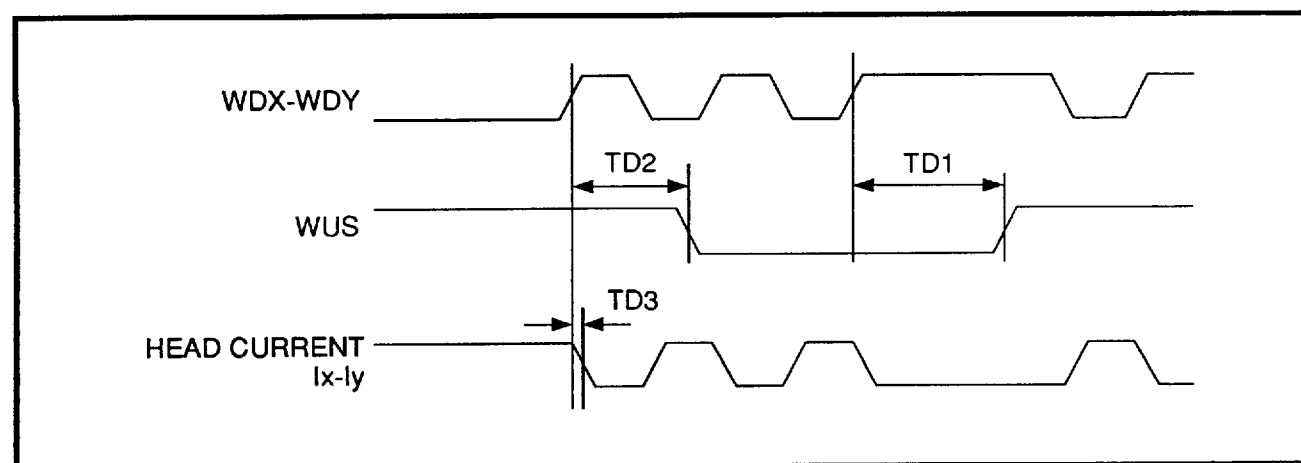 WDX-WDY
TD2
TD1
WUS
TD3
HEAD CURRENT
Ix-Iy